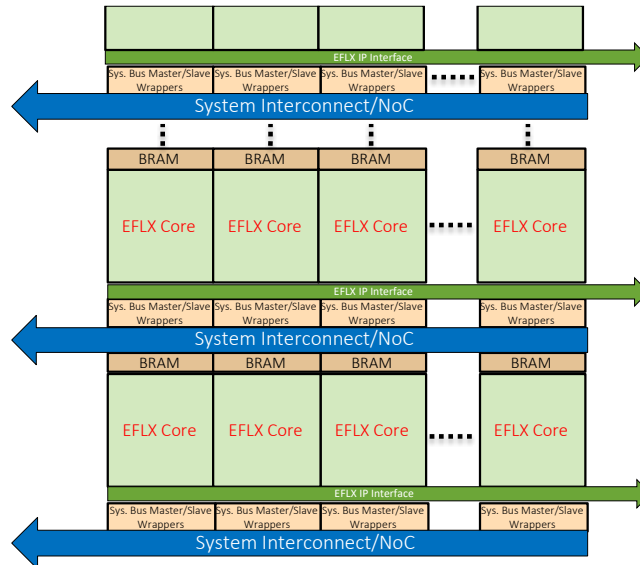 EFLX IP Interface
Sys. Bus Master/Slave Sys. Bus Master/Slave Sys. Bus Master/Slave Sys. Bus Master/Slave
Wrappers Wrappers Wrappers Wrappers
System Interconnect/NoC
BRAM BRAM BRAM BRAM
EFLX Core EFLX Core EFLX Core EFLX Core
EFLX IP Interface
Sys. Bus Master/Slave Sys. Bus Master/Slave Sys. Bus Master/Slave Sys. Bus Master/Slave
Wrappers Wrappers Wrappers Wrappers
System Interconnect/NoC
BRAM BRAM BRAM BRAM
EFLX Core EFLX Core EFLX Core EFLX Core
EFLX IP Interface
Sys. Bus Master/Slave Sys. Bus Master/Slave Sys. Bus Master/Slave Sys. Bus Master/Slave
Wrappers Wrappers Wrappers Wrappers
System Interconnect/NoC